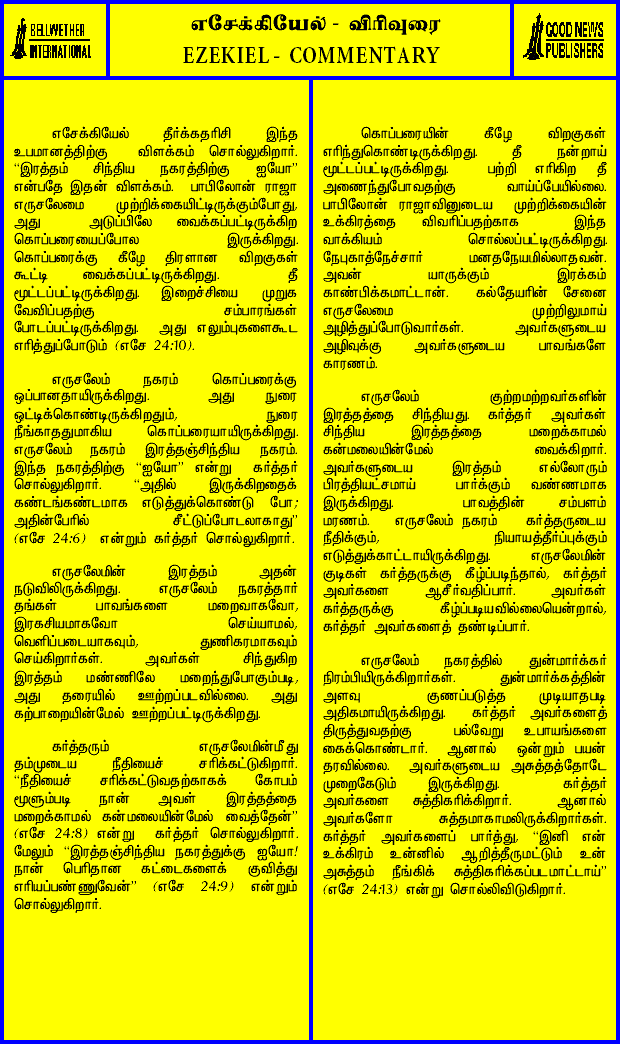 BELLWETHER
INTERNATIONAL
எசேக்கியேல் - விரிவுரை
EZEKIEL - COMMENTARY
GOOD NEWS
PUBLISHERS
எசேக்கியேல் தீர்க்கதரிசி இந்த
உபமானத்திற்கு விளக்கம் சொல்லுகிறார்.
“இரத்தம் சிந்திய நகரத்திற்கு ஐயோ”
என்பதே இதன் விளக்கம். பாபிலோன் ராஜா
எருசலேமை முற்றிக்கையிட்டிருக்கும்போது,
அது அடுப்பிலே வைக்கப்பட்டிருக்கிற
கொப்பரையைப்போல இருக்கிறது.
கொப்பரைக்கு கீழே திரளான விறகுகள்
கூட்டி வைக்கப்பட்டிருக்கிறது. தீ
மூட்டப்பட்டிருக்கிறது. இறைச்சியை முறுக
வேவிப்பதற்கு சம்பாரங்கள்
போடப்பட்டிருக்கிறது. அது எலும்புகளைகூட
எரித்துப்போடும் (எசே 24:10).
எருசலேம் நகரம் கொப்பரைக்கு
ஒப்பானதாயிருக்கிறது. அது நுரை
ஒட்டிக்கொண்டிருக்கிறதும், நுரை
நீங்காததுமாகிய கொப்பரையாயிருக்கிறது.
எருசலேம் நகரம் இரத்தஞ்சிந்திய நகரம்.
இந்த நகரத்திற்கு “ஐயோ” என்று கர்த்தர்
சொல்லுகிறார். “அதில் இருக்கிறதைக்
கண்டங்கண்டமாக எடுத்துக்கொண்டு போ;
அதின்பேரில் சீட்டுப்போடலாகாது”
(எசே 24:6) என்றும் கர்த்தர் சொல்லுகிறார்.
எருசலேமின் இரத்தம் அதன்
நடுவிலிருக்கிறது. எருசலேம் நகரத்தார்
தங்கள் பாவங்களை மறைவாகவோ,
இரகசியமாகவோ செய்யாமல்,
வெளிப்படையாகவும், துணிகரமாகவும்
செய்கிறார்கள். அவர்கள் சிந்துகிற
இரத்தம் மண்ணிலே மறைந்துபோகும்படி,
அது தரையில் ஊற்றப்படவில்லை. அது
கற்பாறையின்மேல் ஊற்றப்பட்டிருக்கிறது.
கர்த்தரும் எருசலேமின்மீது
தம்முடைய நீதியைச் சரிக்கட்டுகிறார்.
“நீதியைச் சரிக்கட்டுவதற்காகக் கோபம்
மூளும்படி நான் அவள் இரத்தத்தை
மறைக்காமல் கன்மலையின்மேல் வைத்தேன்”
(எசே 24:8) என்று கர்த்தர் சொல்லுகிறார்.
மேலும் “இரத்தஞ்சிந்திய நகரத்துக்கு ஐயோ!
நான் பெரிதான கட்டைகளைக் குவித்து
எரியப்பண்ணுவேன்” (எசே 24:9) என்றும்
சொல்லுகிறார்.
கொப்பரையின் கீழே விறகுகள்
எரிந்துகொண்டிருக்கிறது. தீ நன்றாய்
மூட்டப்பட்டிருக்கிறது. பற்றி எரிகிற தீ
அணைந்துபோவதற்கு வாய்ப்பேயில்லை.
பாபிலோன் ராஜாவினுடைய முற்றிக்கையின்
உக்கிரத்தை விவரிப்பதற்காக இந்த
வாக்கியம் சொல்லப்பட்டிருக்கிறது.
நேபுகாத்நேச்சார் மனதநேயமில்லாதவன்.
அவன் யாருக்கும் இரக்கம்
காண்பிக்கமாட்டான். கல்தேயரின் சேனை
எருசலேமை முற்றிலுமாய்
அழித்துப்போடுவார்கள். அவர்களுடைய
அழிவுக்கு அவர்களுடைய பாவங்களே
காரணம்.
எருசலேம் குற்றமற்றவர்களின்
இரத்தத்தை சிந்தியது. கர்த்தர் அவர்கள்
சிந்திய இரத்தத்தை மறைக்காமல்
கன்மலையின்மேல் வைக்கிறார்.
அவர்களுடைய இரத்தம் எல்லோரும்
பிரத்தியட்சமாய் பார்க்கும் வண்ணமாக
இருக்கிறது. பாவத்தின் சம்பளம்
மரணம். எருசலேம் நகரம் கர்த்தருடைய
நீதிக்கும், நியாயத்தீர்ப்புக்கும்
எடுத்துக்காட்டாயிருக்கிறது. எருசலேமின்
குடிகள் கர்த்தருக்கு கீழ்ப்படிந்தால், கர்த்தர்
அவர்களை ஆசீர்வதிப்பார். அவர்கள்
கர்த்தருக்கு கீழ்ப்படியவில்லையென்றால்,
கர்த்தர் அவர்களைத் தண்டிப்பார்.
எருசலேம் நகரத்தில் துன்மார்க்கர்
நிரம்பியிருக்கிறார்கள். துன்மார்க்கத்தின்
அளவு குணப்படுத்த முடியாதபடி
அதிகமாயிருக்கிறது. கர்த்தர் அவர்களைத்
திருத்துவதற்கு பல்வேறு உபாயங்களை
கைக்கொண்டார். ஆனால் ஒன்றும் பயன்
தரவில்லை. அவர்களுடைய அசுத்தத்தோடே
முறைகேடும் இருக்கிறது. கர்த்தர்
அவர்களை சுத்திகரிக்கிறார். ஆனால்
அவர்களோ சுத்தமாகாமலிருக்கிறார்கள்.
கர்த்தர் அவர்களைப் பார்த்து, “இனி என்
உக்கிரம் உன்னில் ஆறித்தீருமட்டும் உன்
அசுத்தம் நீங்கிக் சுத்திகரிக்கப்படமாட்டாய்”
(எசே 24:13) என்று சொல்லிவிடுகிறார்.